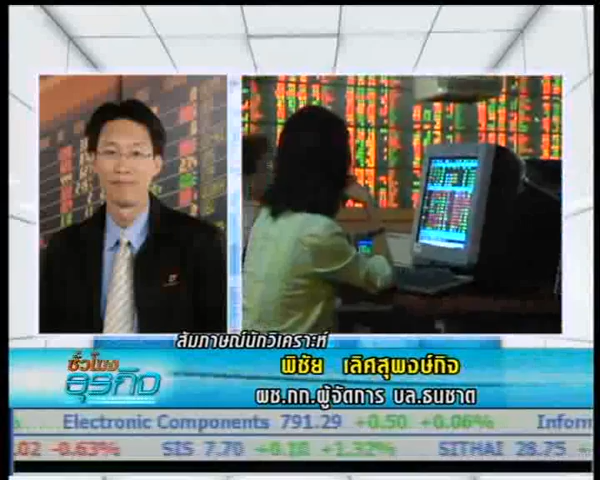 สัมภาษณ์นักวิเคราะห์
พิชัย เลิศสุพงษ์กิจ
ผช.กก.ผู้จัดการ บล.ธนชาต
ชั่วโมง
ธุรกิจ
Electronic Components 791.29 +0.50 +0.06% Inform
.02 -0.63% SIS 7.70 +0.10 +1.32% SITHAI 28.75